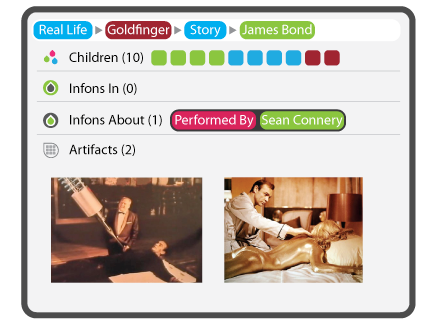 Real Life Goldfinger Story James Bond
Children (10)
Infons In (0)
Infons About (1) Performed By Sean Connery
Artifacts (2)